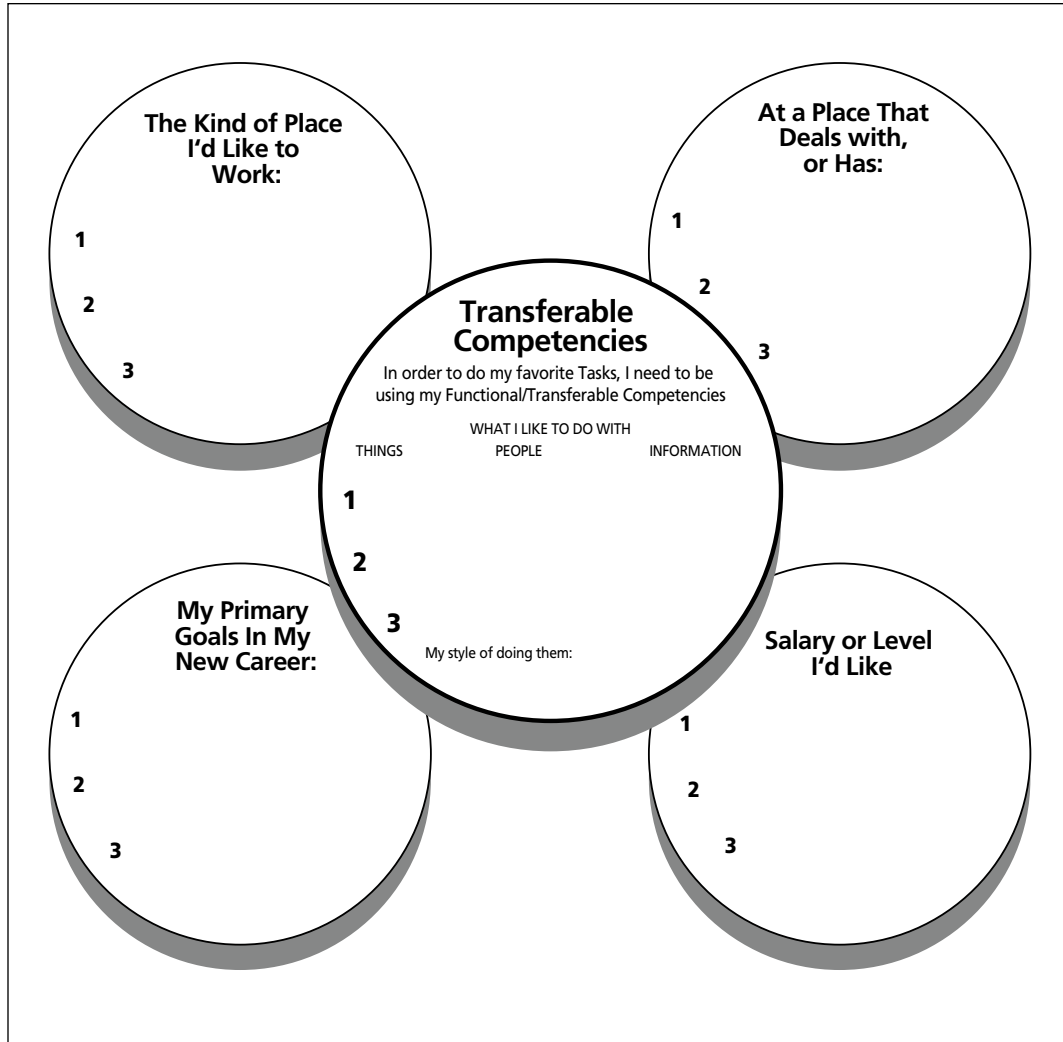 The Kind of Place
I‘d Like to
Work:
1
2
3
At a Place That
Deals with,
or Has:
1
2
3
Transferable
Competencies
In order to do my favorite Tasks, I need to be
using my Functional/Transferable Competencies
WHAT I LIKE TO DO WITH
THINGS PEOPLE INFORMATION
1
2
3
My style of doing them:
My Primary
Goals In My
New Career:
1
2
3
Salary or Level
I‘d Like
1
2
3